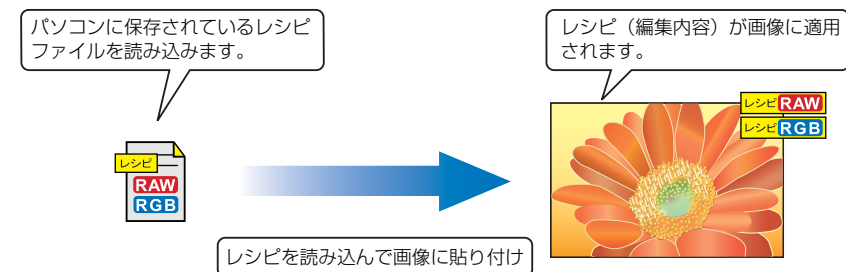 パソコンに保存されているレシピ
ファイルを読み込みます。
レシピ（編集内容）が画像に適用
されます。
レシピ
RAW
RGB
レシピ RAW
レシピ RGB
レシピを読み込んで画像に貼り付け